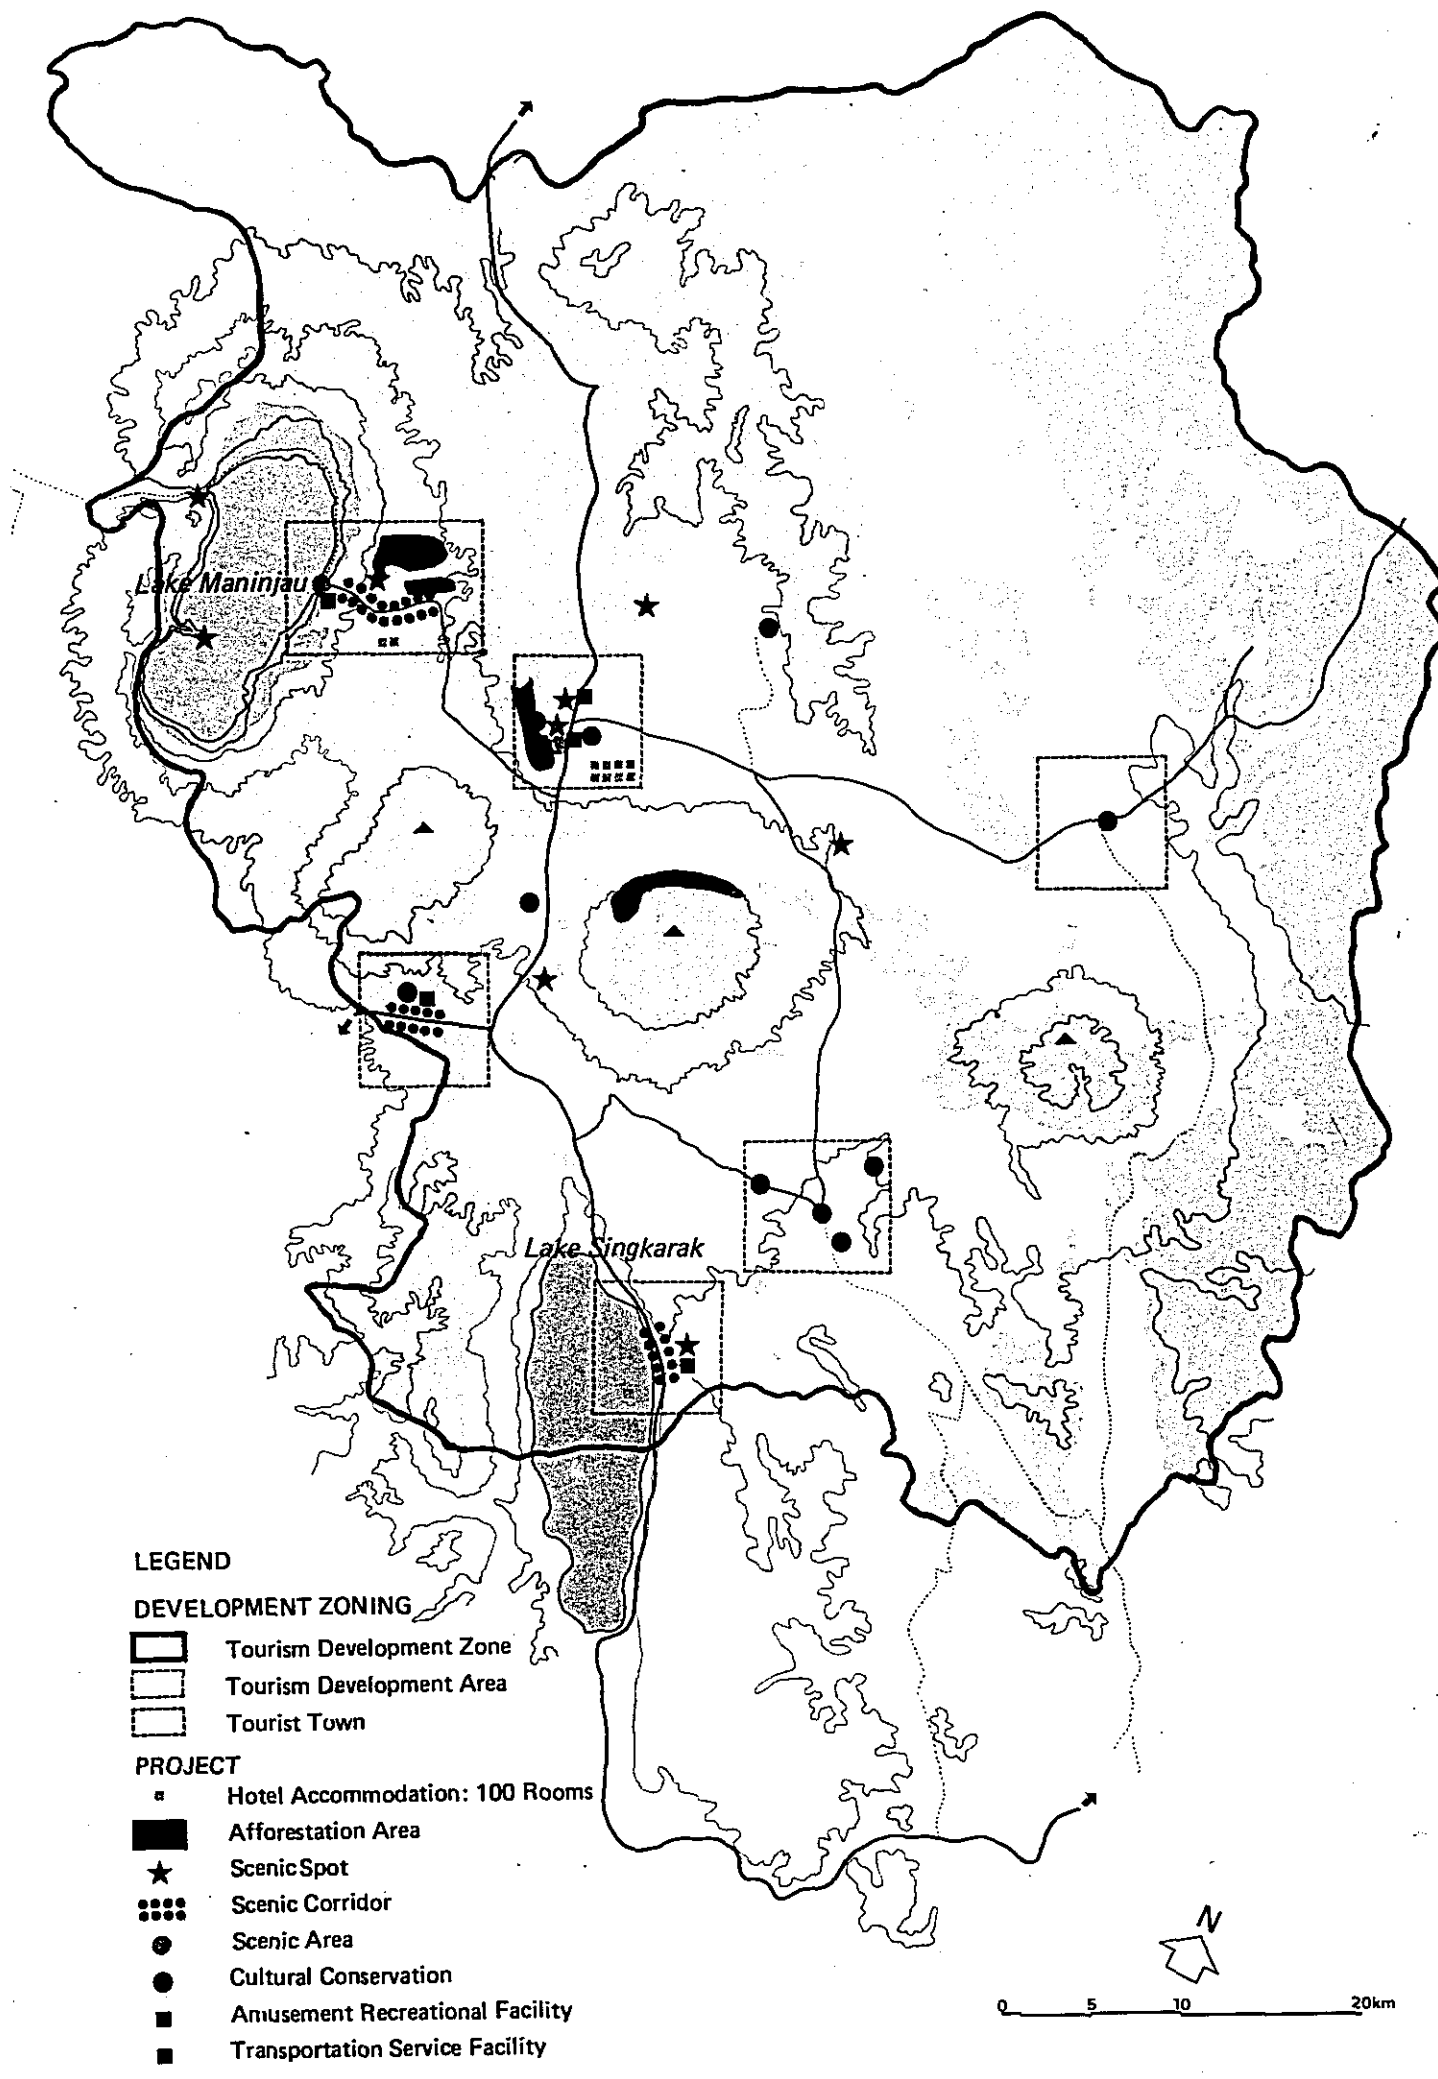 Lake Maninjau
Lake Singkarak
LEGEND
DEVELOPMENT ZONING
Tourism Development Zone
Tourism Development Area
Tourist Town
PROJECT
Hotel Accommodation: 100 Rooms
Afforestation Area
Scenic Spot
Scenic Corridor
Scenic Area
Cultural Conservation
Amusement Recreational Facility
Transportation Service Facility
N
0 5 10 20km